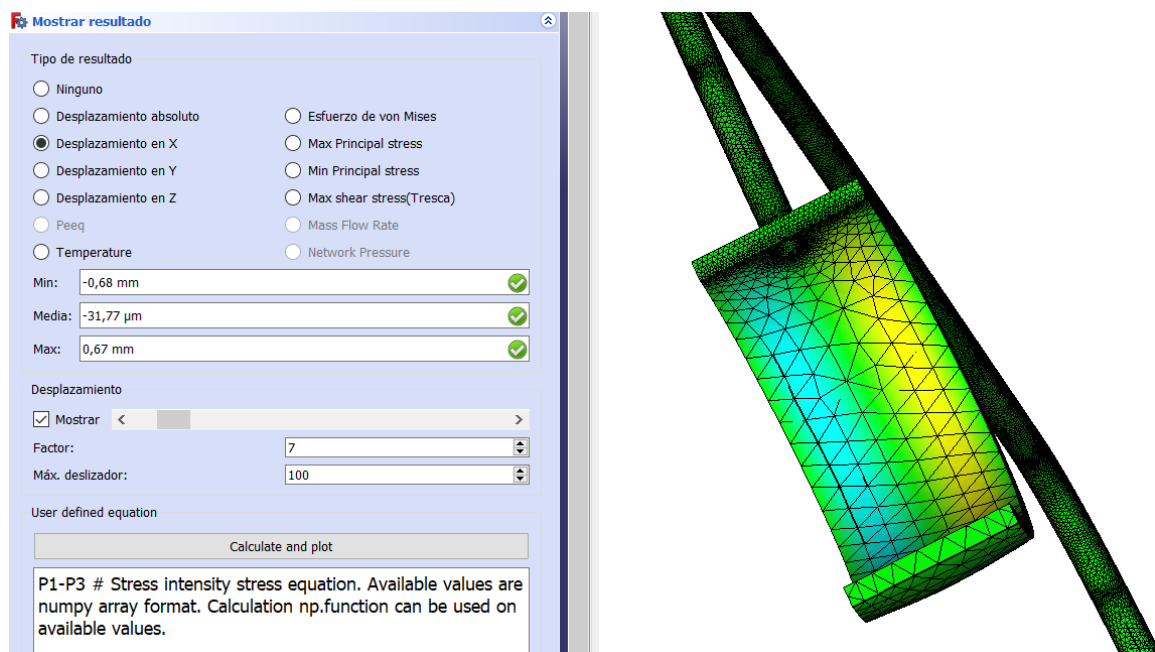 Mostrar resultado
Tipo de resultado
Ninguno
Desplazamiento absoluto
Esfuerzo de von Mises
Desplazamiento en X
Max Principal stress
Desplazamiento en Y
Min Principal stress
Desplazamiento en Z
Max shear stress(Tresca)
Peeq
Mass Flow Rate
Temperature
Network Pressure
Min: -0,68 mm
Media: -31,77 µm
Max: 0,67 mm
Desplazamiento
Mostrar
Factor: 7
Máx. deslizador: 100
User defined equation
Calculate and plot
P1-P3 # Stress intensity stress equation. Available values are
numpy array format. Calculation np.function can be used on
available values.